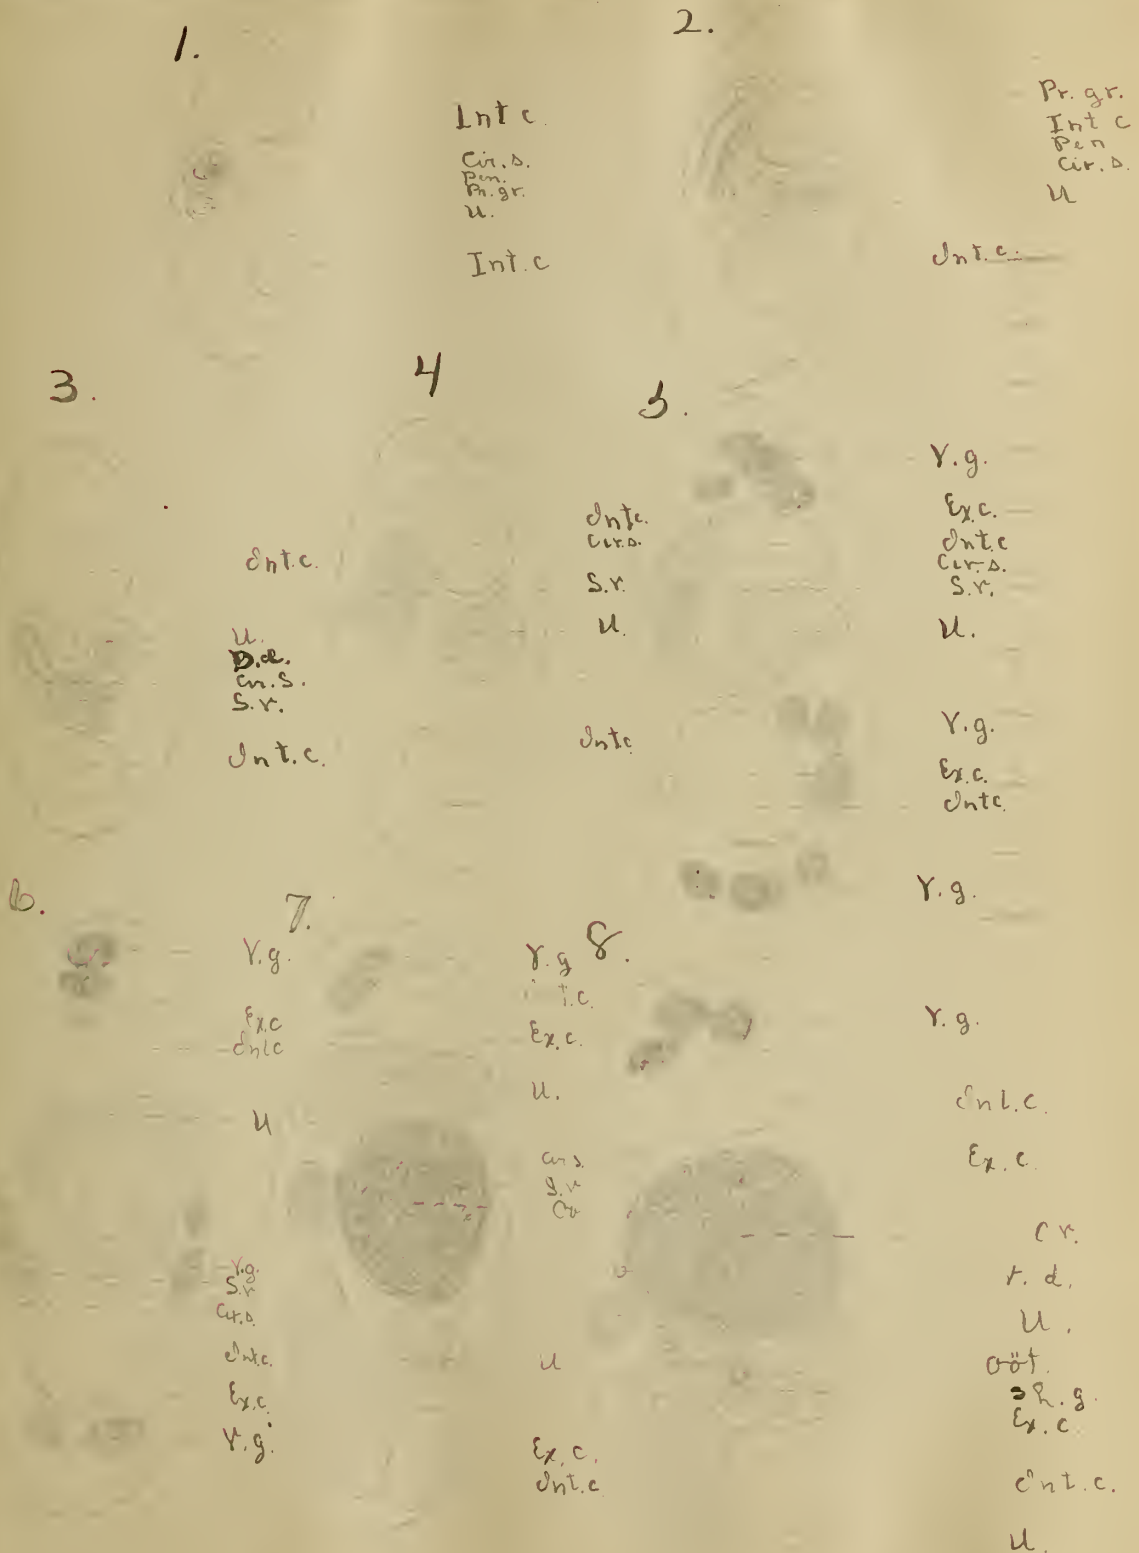 1.
Int c.
Cir. s.
Pen.
Pr. gr.
U.
Int. c
2.
Pr. gr.
Int c
Pen
Cir. s.
U
Int. c.
3.
Int. c.
U.
Cir. S.
S. r.
Int. c.
4
Int c.
Cir. s.
S. r.
U.
Int c
5.
Y. g.
Ex. c.
Int. c
Cir. s.
S. r.
U.
Y. g.
Ex. c.
Int c.
Y. g.
6.
Y. g.
Ex. c
Int c
U
Y. g.
S. r
Cir. s.
Int. c.
Ex. c.
Y. g.
7.
Y. g
Ex. c.
U.
Cir s.
S. r
U
Ex. c.
Int. c
8.
Y. g.
Int. c.
Ex. c.
r. d.
U.
oöt.
Sh. g.
Ex. c
Int. c.
U.